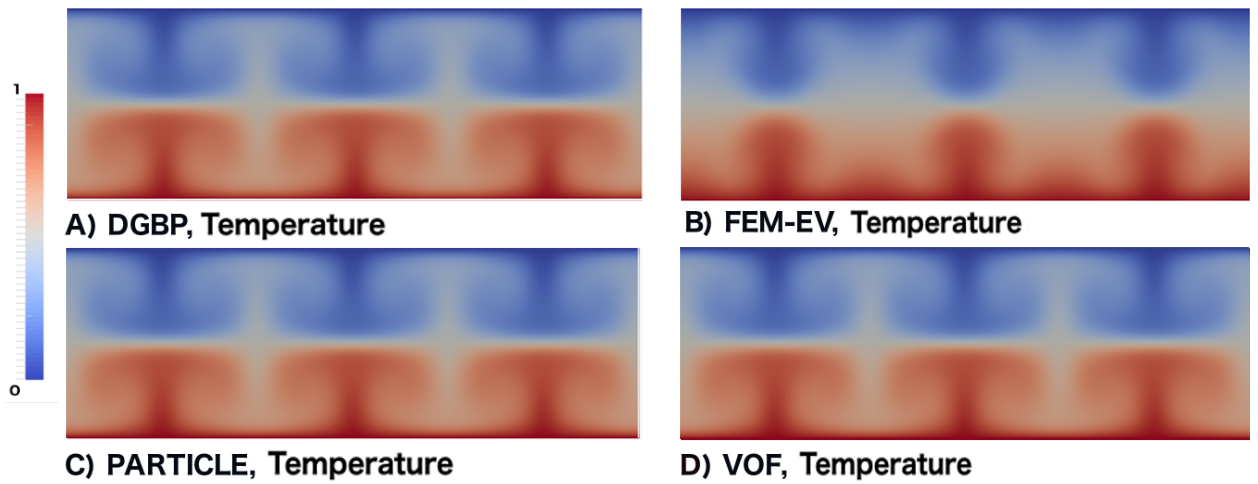 1
0
A) DGBP, Temperature
B) FEM-EV, Temperature
C) PARTICLE, Temperature
D) VOF, Temperature